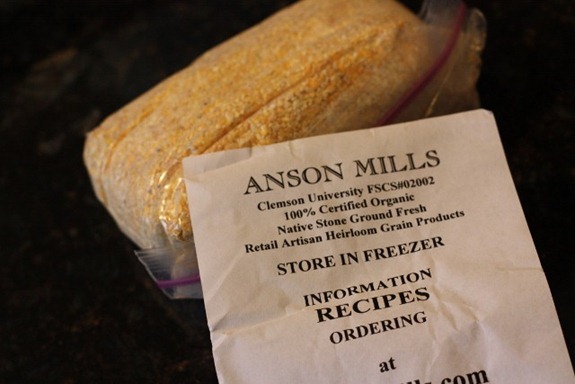 ANSON MILLS
Clemson University FSCS#02002
100% Certified Organic
Native Stone Ground Fresh
Retail Artisan Heirloom Grain Products
STORE IN FREEZER
INFORMATION
RECIPES
ORDERING
at